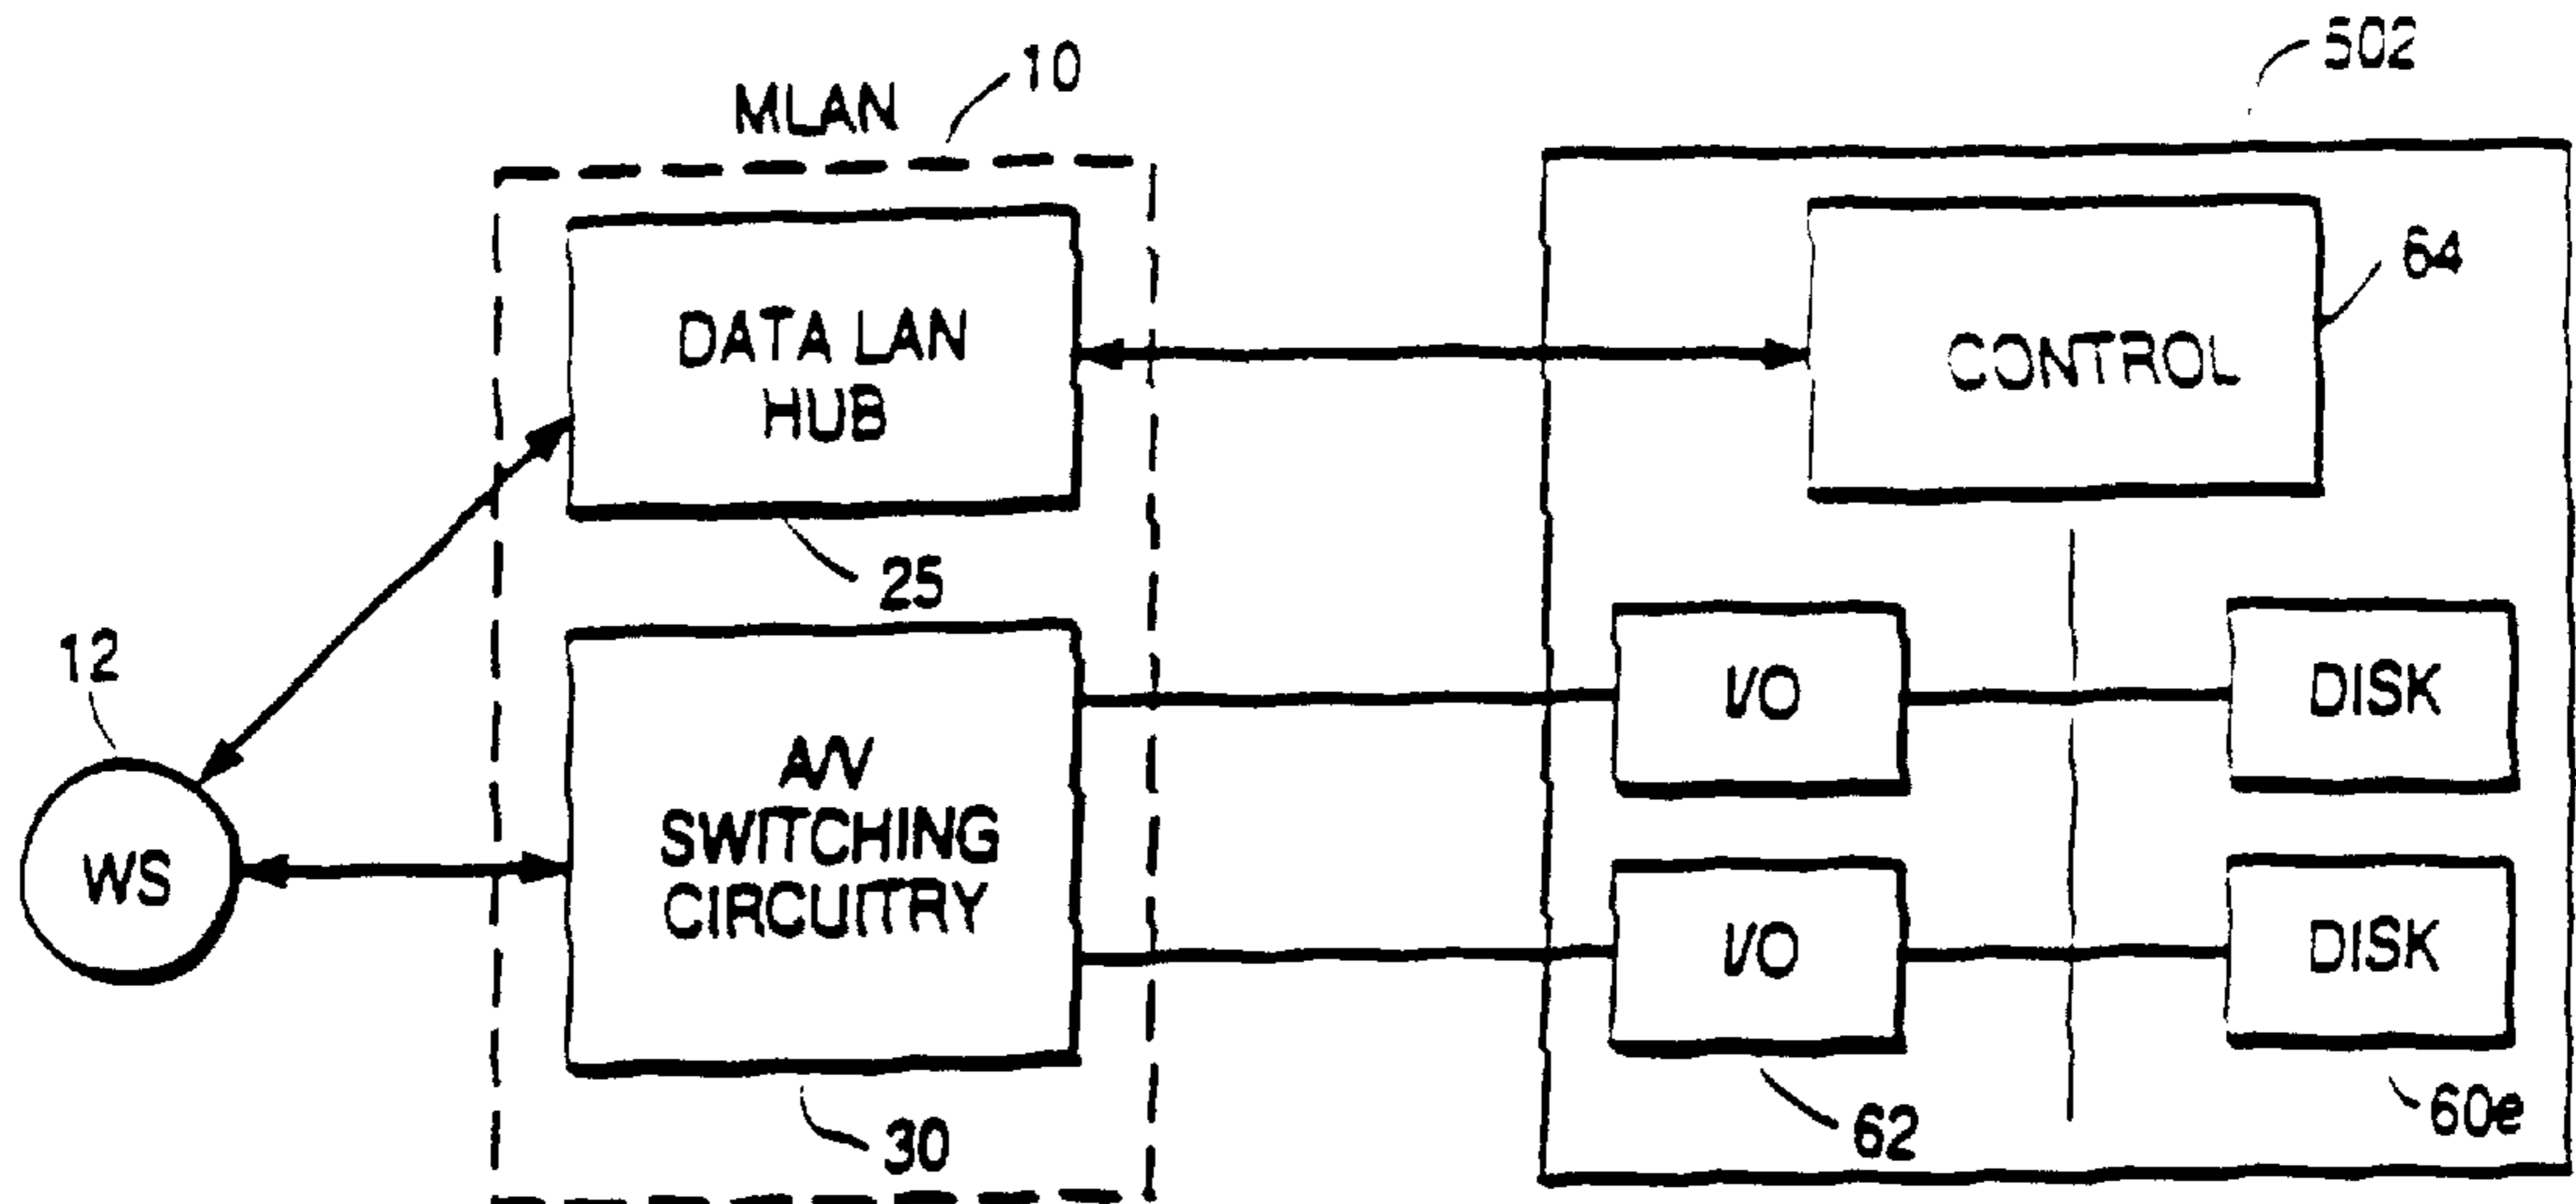 MLAN
10
502
DATA LAN
HUB
25
CONTROL
64
12
WS
A/V
SWITCHING
CIRCUITRY
30
I/O
DISK
I/O
DISK
62
60e